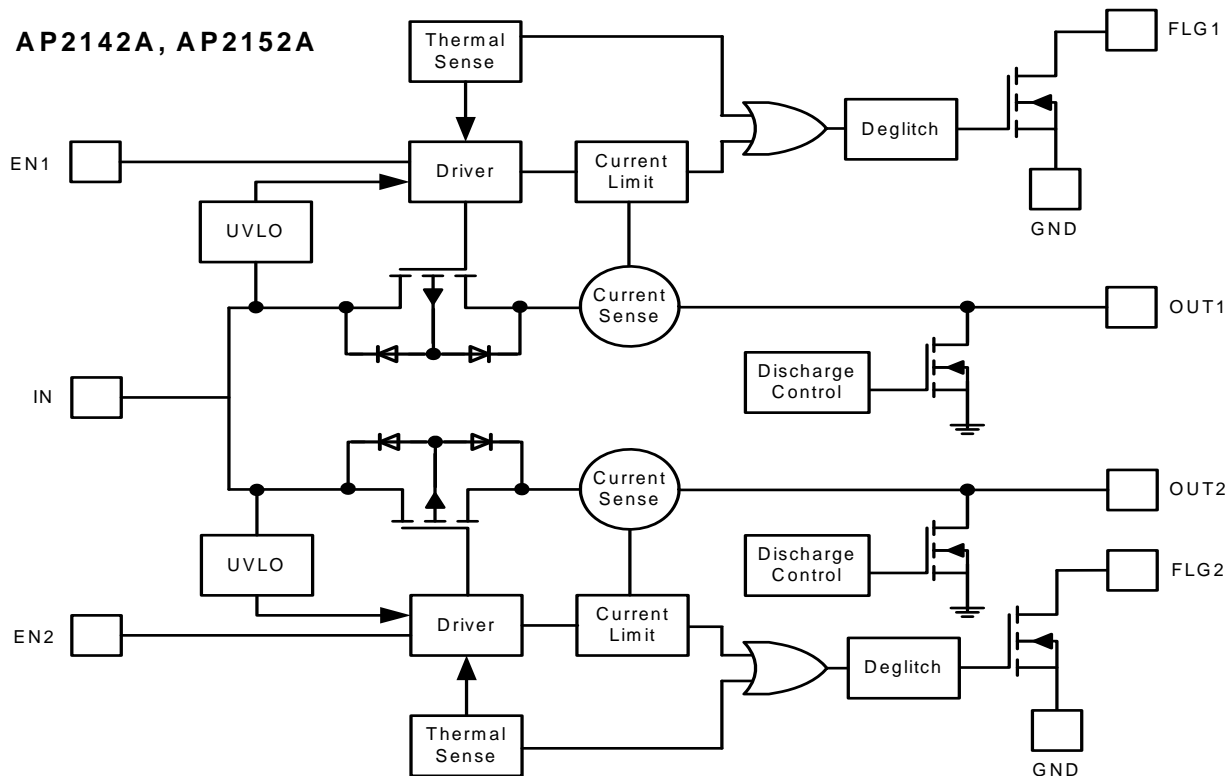 AP2142A, AP2152A
Thermal
Sense
FLG1
Deglitch
EN1
Driver
Current
Limit
GND
UVLO
Current
Sense
OUT1
Discharge
Control
IN
Current
Sense
OUT2
UVLO
Discharge
Control
FLG2
EN2
Driver
Current
Limit
Deglitch
Thermal
Sense
GND